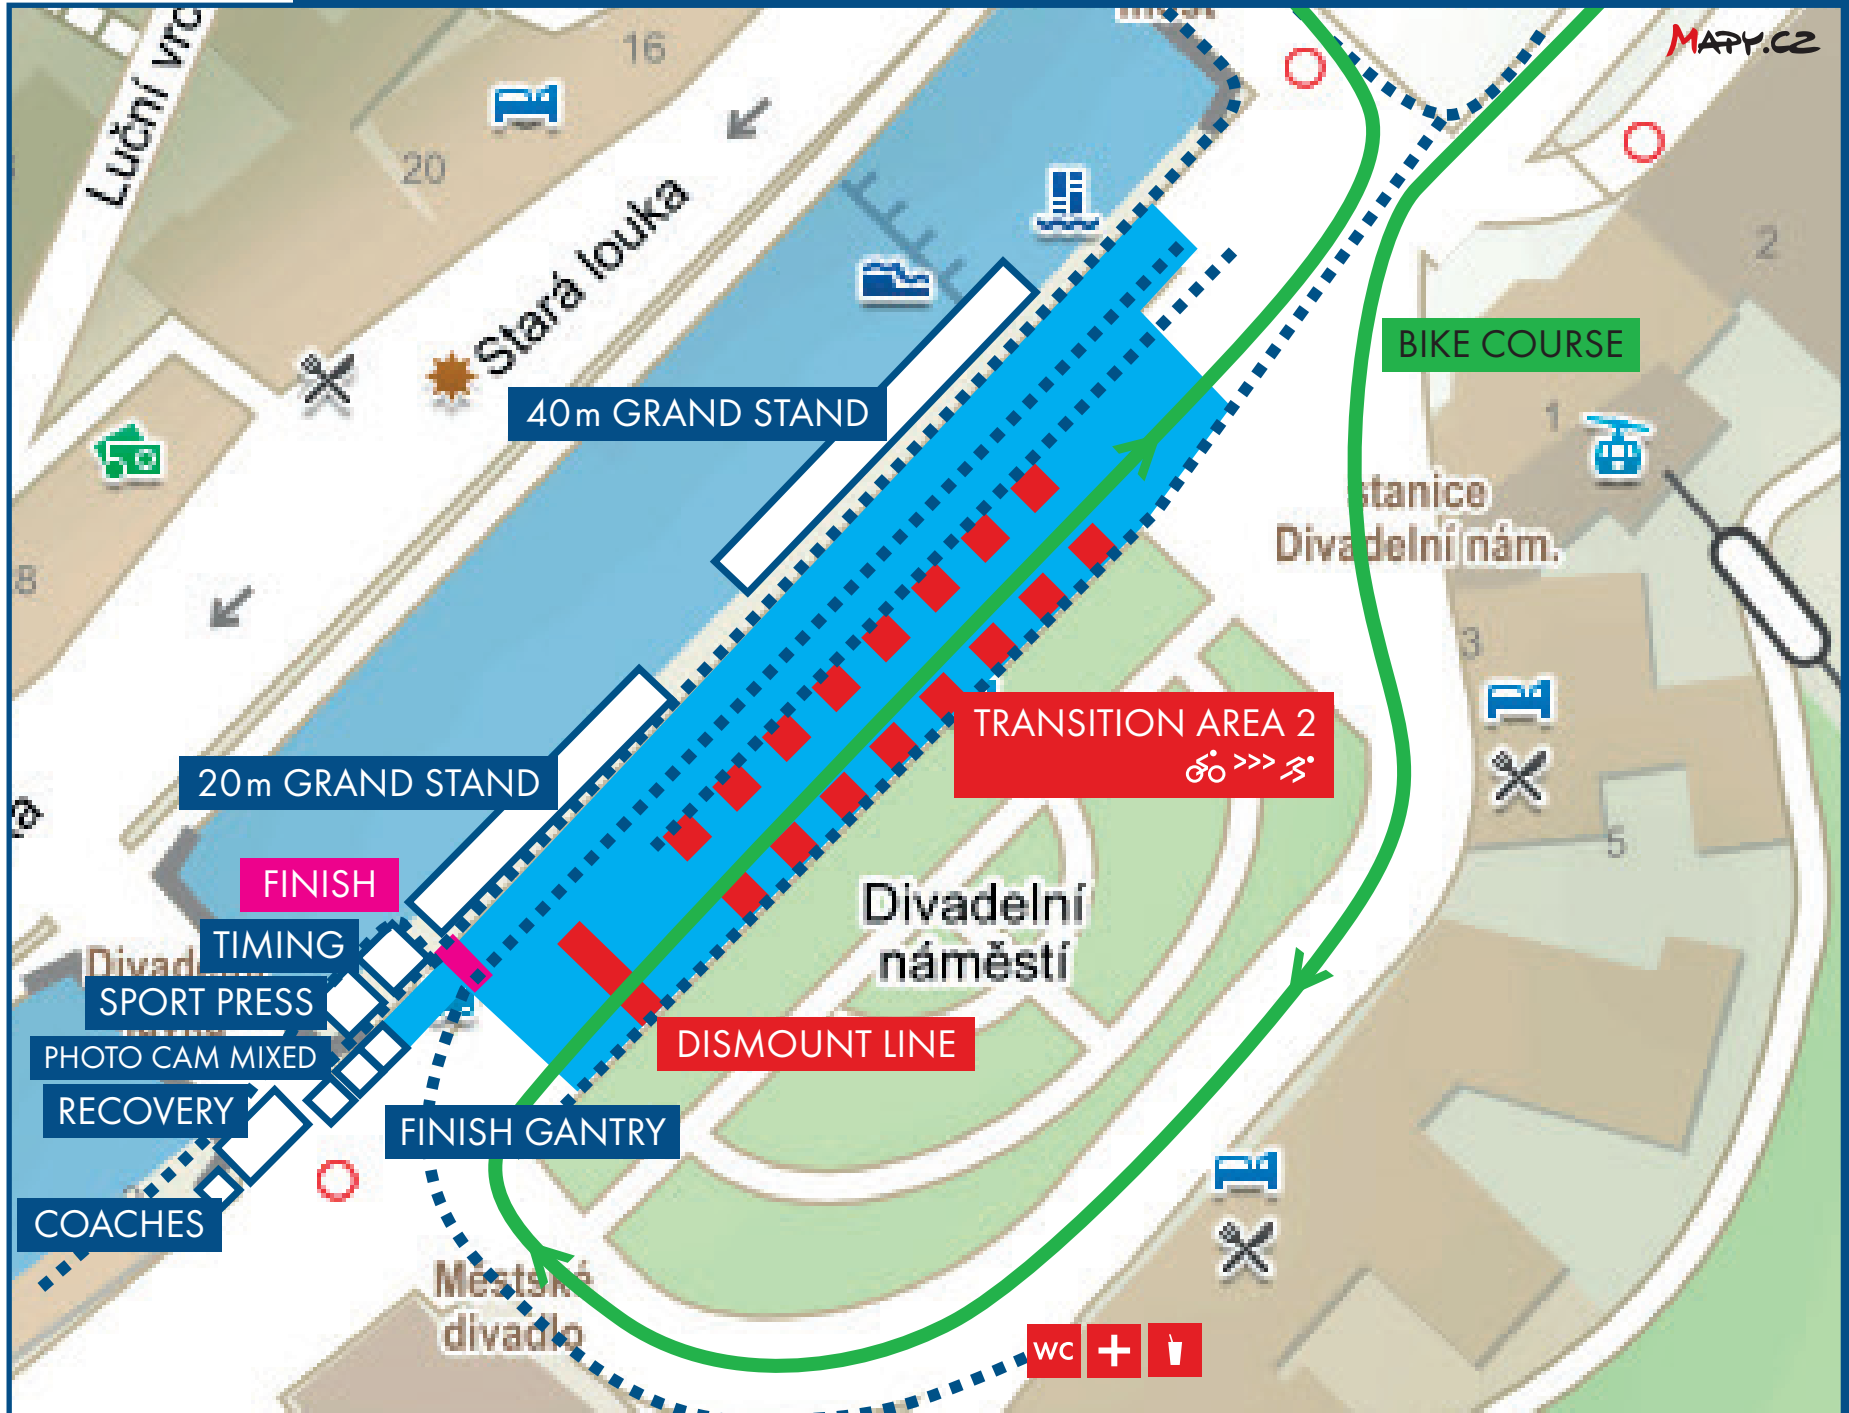 MAPY.CZ
16
20
Stará louka
2
BIKE COURSE
40m GRAND STAND
1
stanice
Divadelní nám.
8
3
TRANSITION AREA 2
>>>
20m GRAND STAND
5
FINISH
Divadelní
náměstí
TIMING
SPORT PRESS
DISMOUNT LINE
PHOTO CAM MIXED
RECOVERY
FINISH GANTRY
COACHES
Městské
divadlo
WC